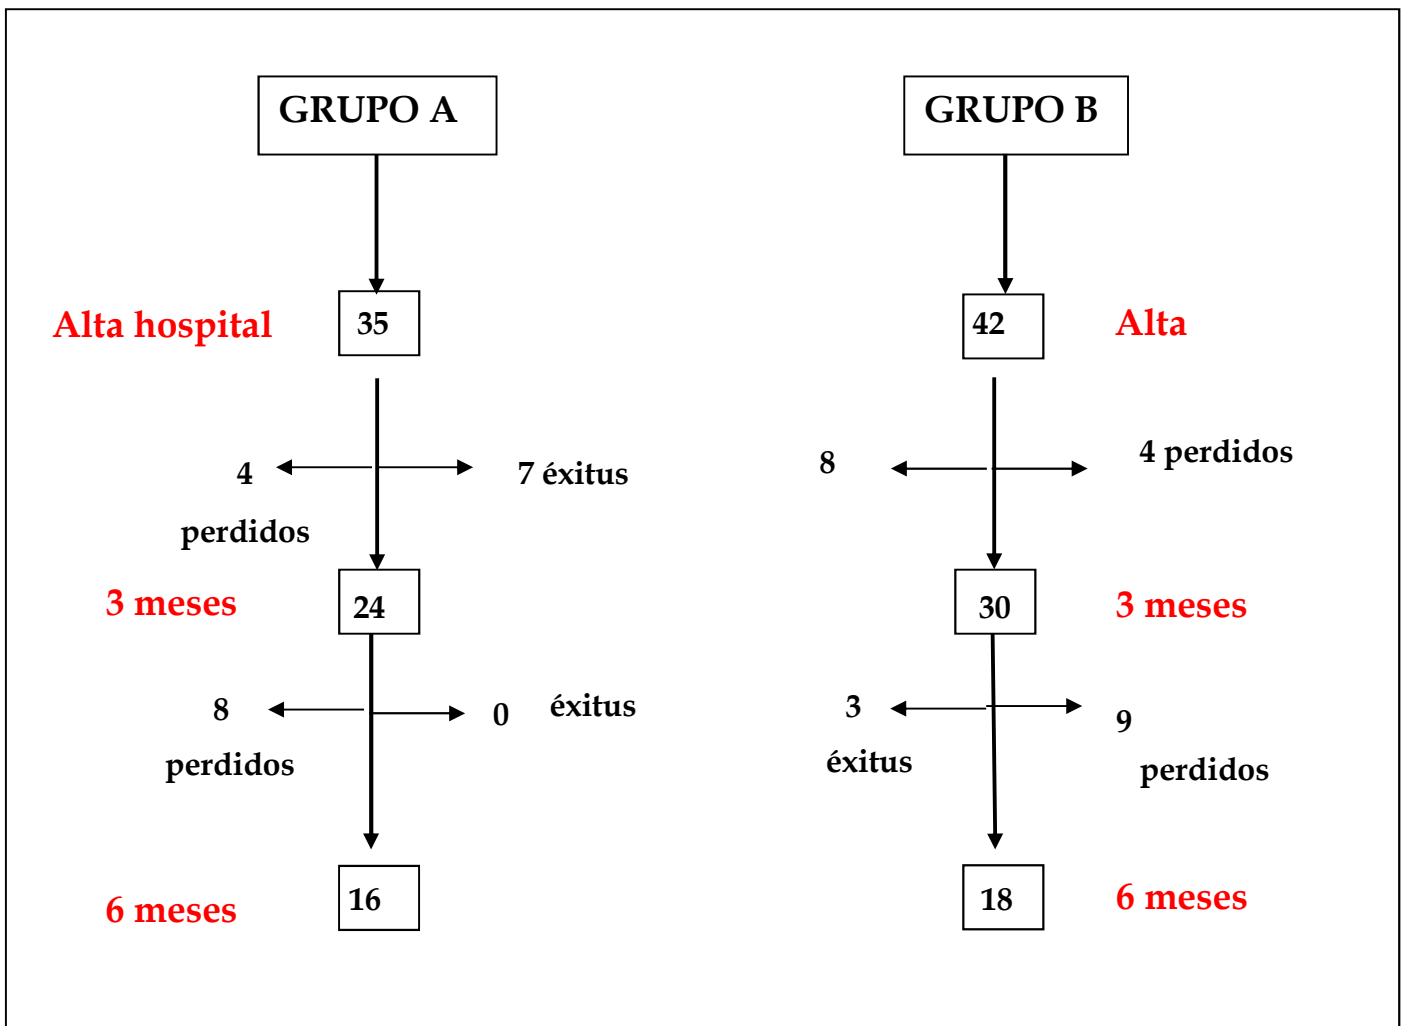 GRUPO A
GRUPO B
Alta hospital
35
42
Alta
4
perdidos
7 éxitus
8
4 perdidos
3 meses
24
30
3 meses
8
perdidos
0 éxitus
3
éxitus
9
perdidos
6 meses
16
18
6 meses